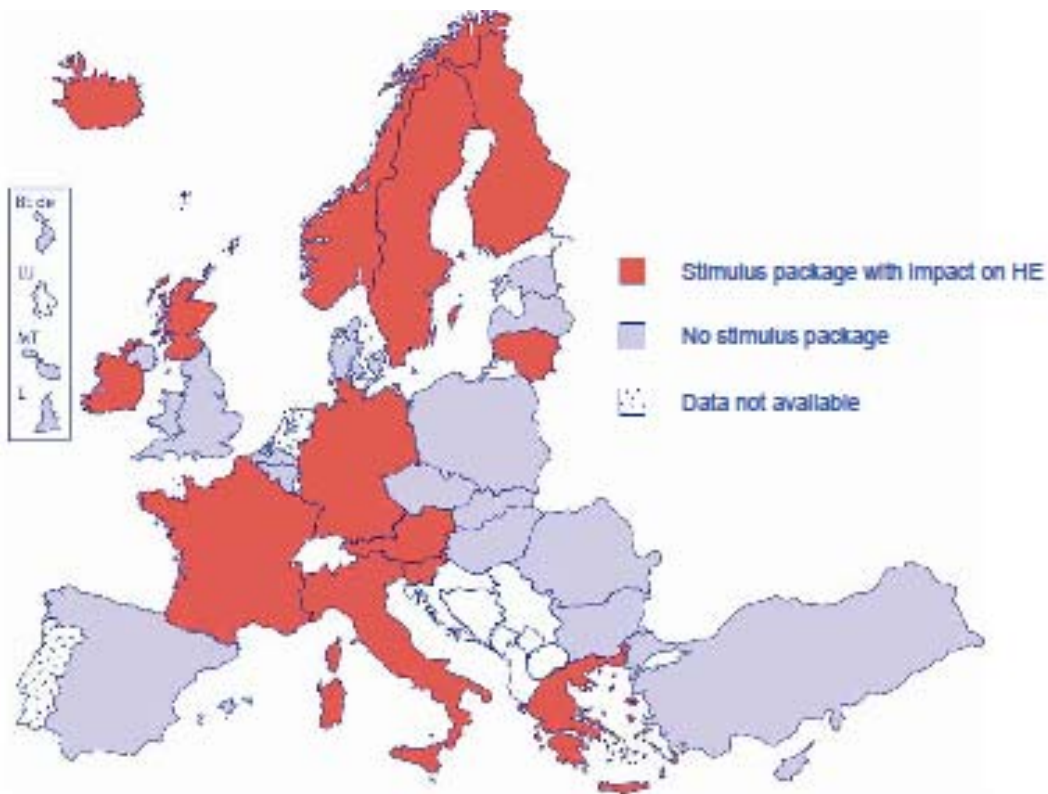 Stimulus package with impact on HE
No stimulus package
Data not available